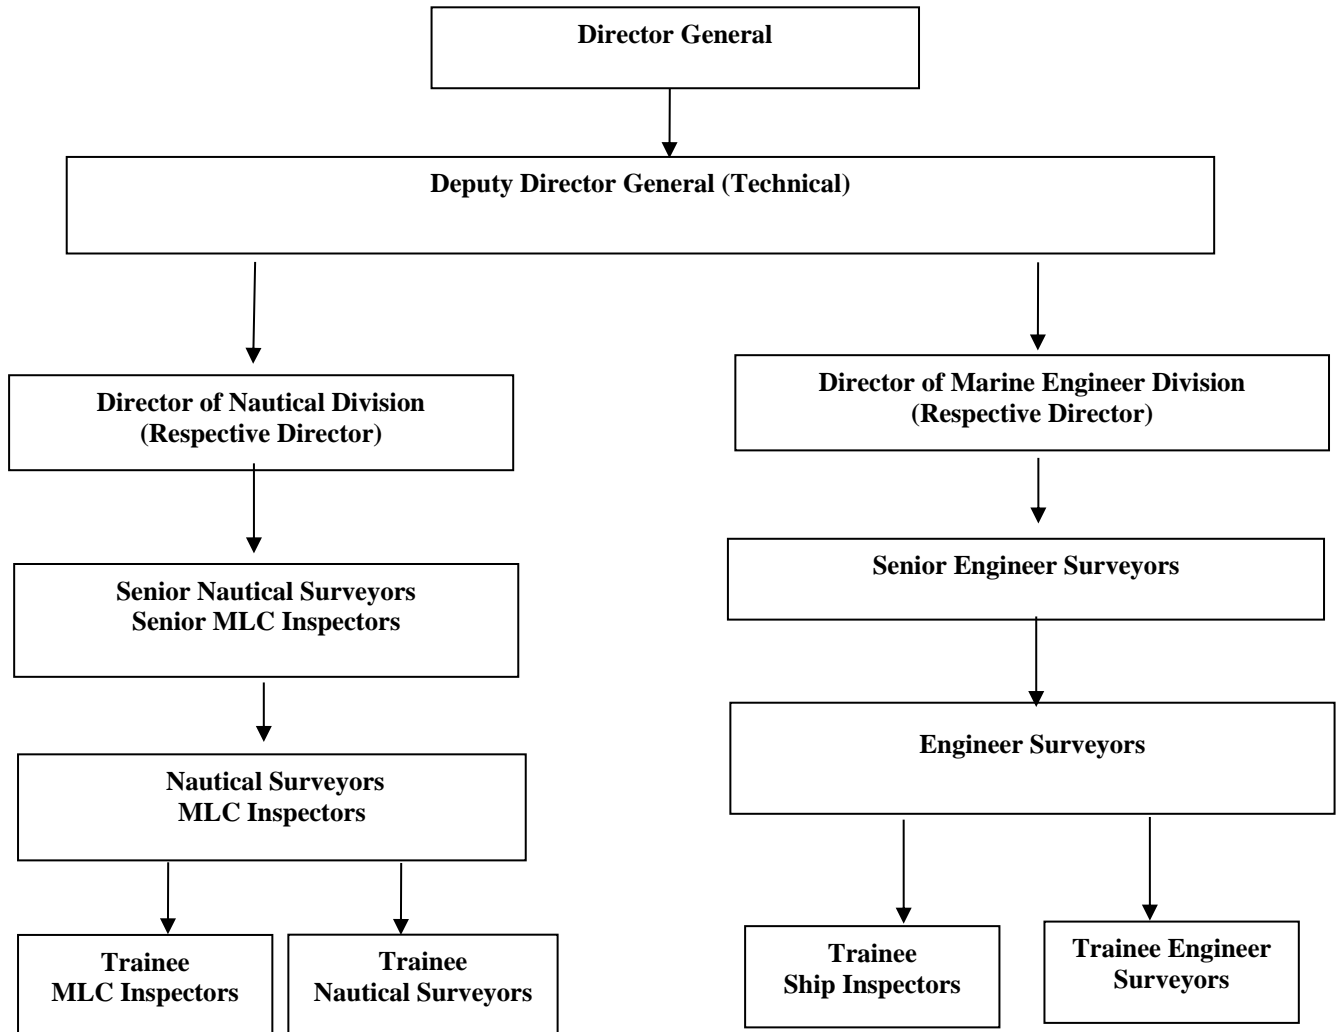 Director General
Deputy Director General (Technical)
Director of Nautical Division
(Respective Director)
Director of Marine Engineer Division
(Respective Director)
Senior Nautical Surveyors
Senior MLC Inspectors
Senior Engineer Surveyors
Nautical Surveyors
MLC Inspectors
Engineer Surveyors
Trainee
MLC Inspectors
Trainee
Nautical Surveyors
Trainee
Ship Inspectors
Trainee Engineer
Surveyors